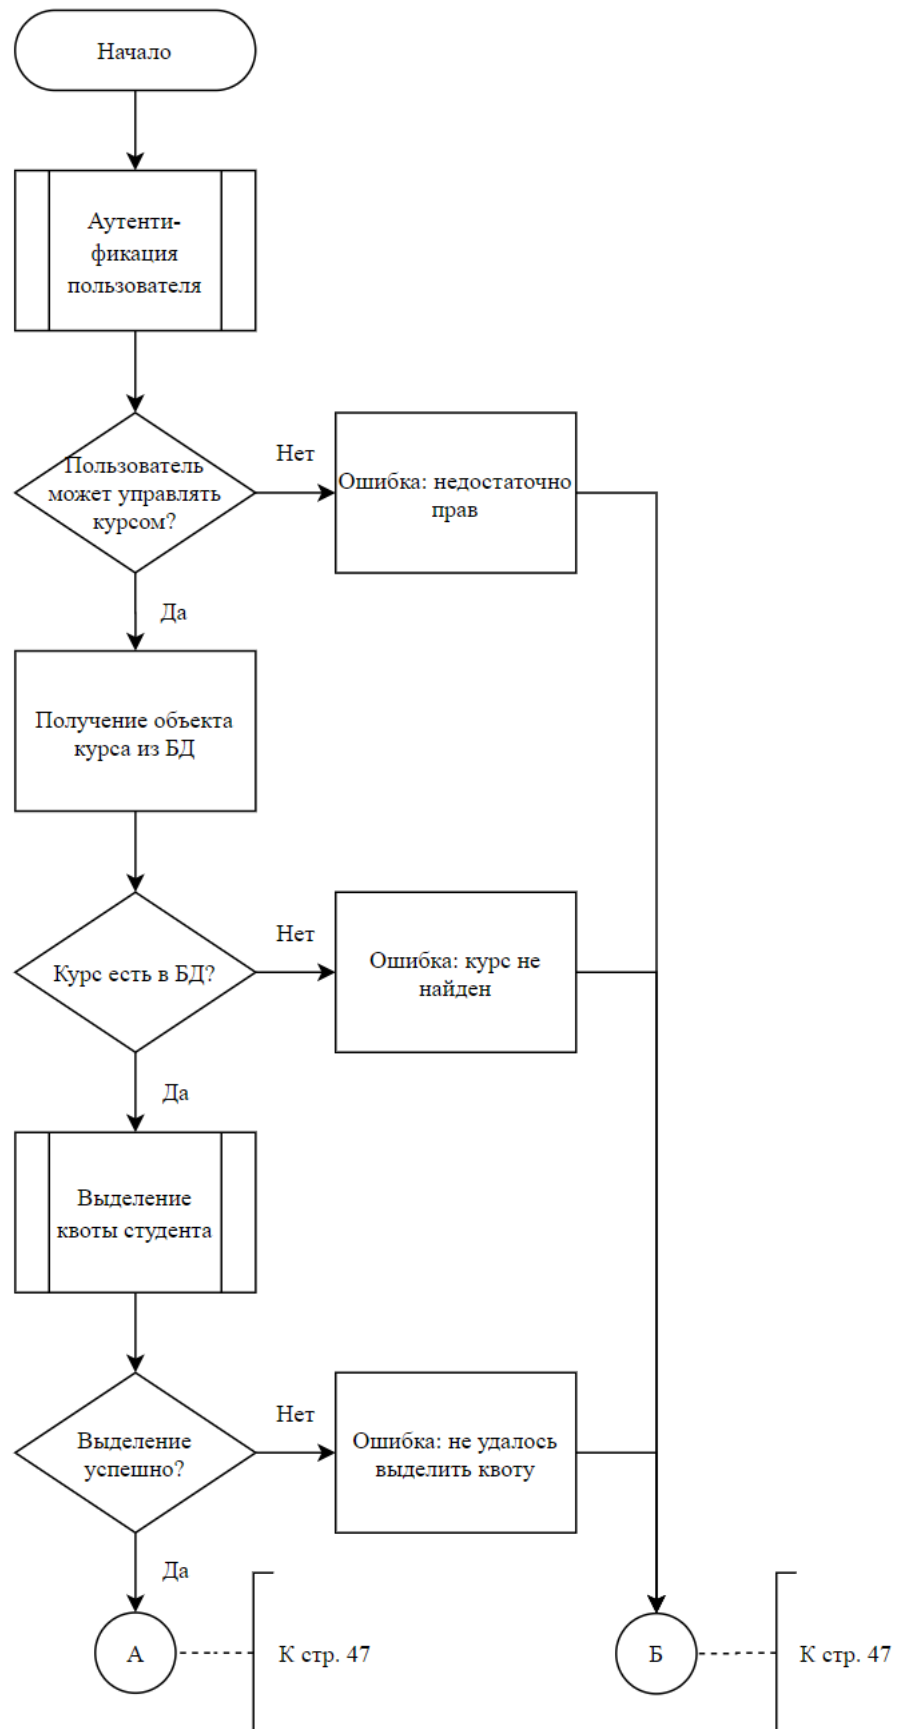 Начало
Аутенти-
фикация
пользователя
Пользователь
может управлять
курсом?
Нет
Ошибка: недостаточно
прав
Да
Получение объекта
курса из БД
Курс есть в БД?
Нет
Ошибка: курс не
найден
Да
Выделение
квоты студента
Выделение
успешно?
Нет
Ошибка: не удалось
выделить квоту
Да
А
К стр. 47
Б
К стр. 47